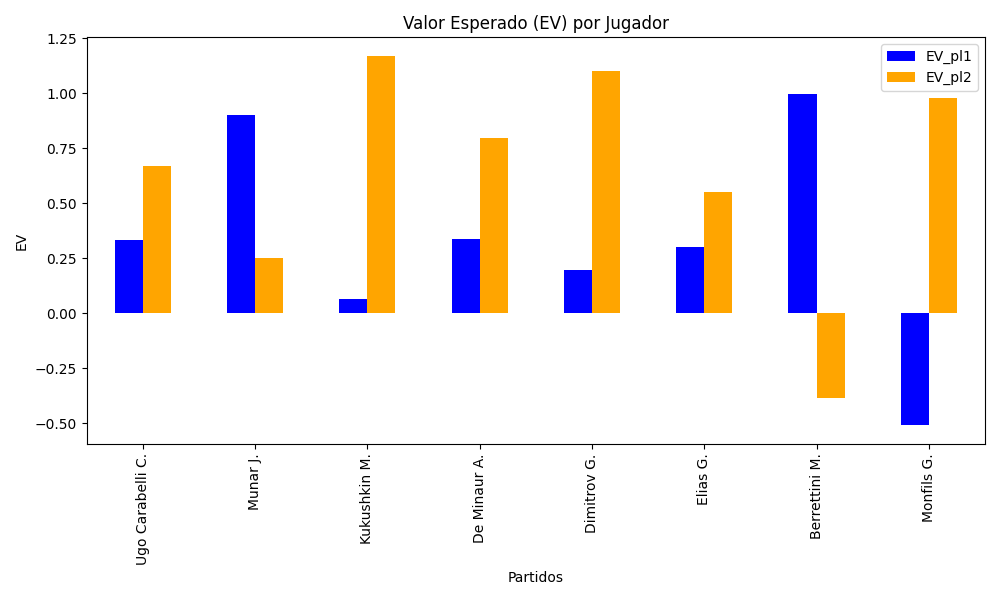 Valor Esperado (EV) por Jugador
EV_pl1
EV_pl2
1.25
1.00
0.75
0.50
0.25
0.00
−0.25
−0.50
EV
Ugo Carabelli C.
Munar J.
Kukushkin M.
De Minaur A.
Dimitrov G.
Elias G.
Berrettini M.
Monfils G.
Partidos